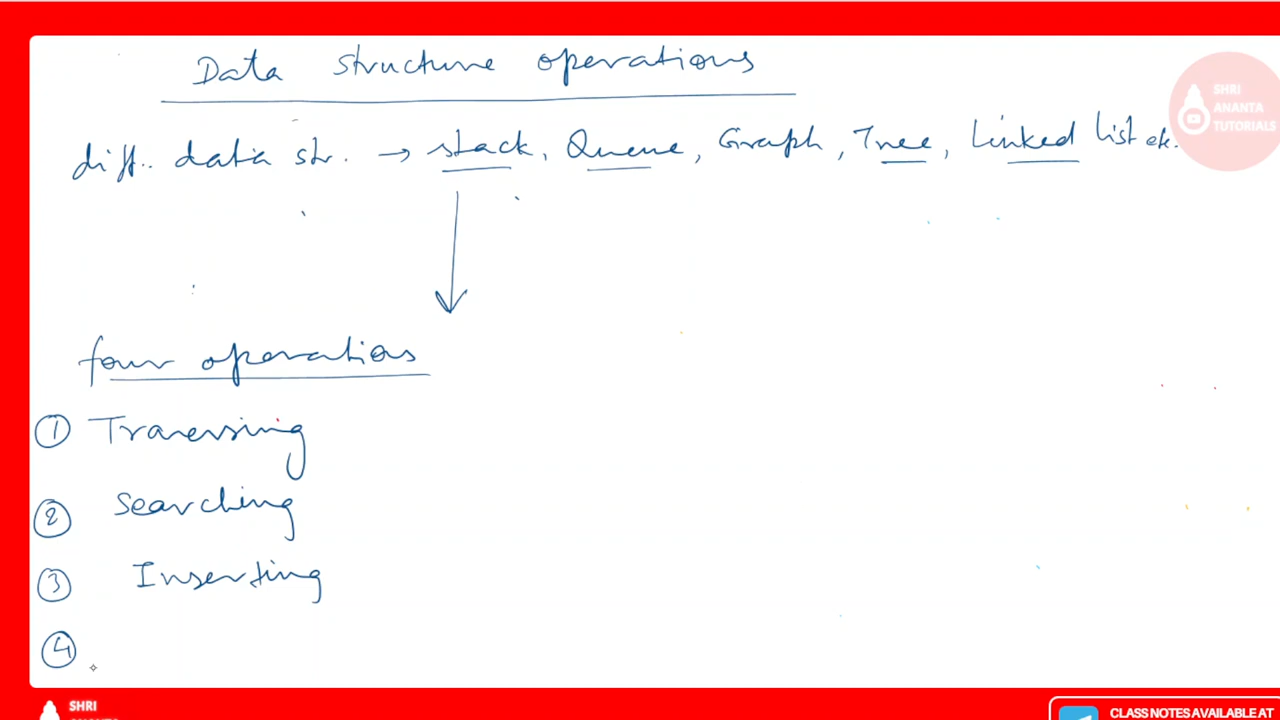 Data structure operations
SHRI
ANANTA
TUTORIALS
diff.. data str. → stack, Queue, Graph, Tree, Linked list etc.
four operations
① Traversing
② Searching
③ Inserting
④
SHRI
CLASS NOTES AVAILABLE AT